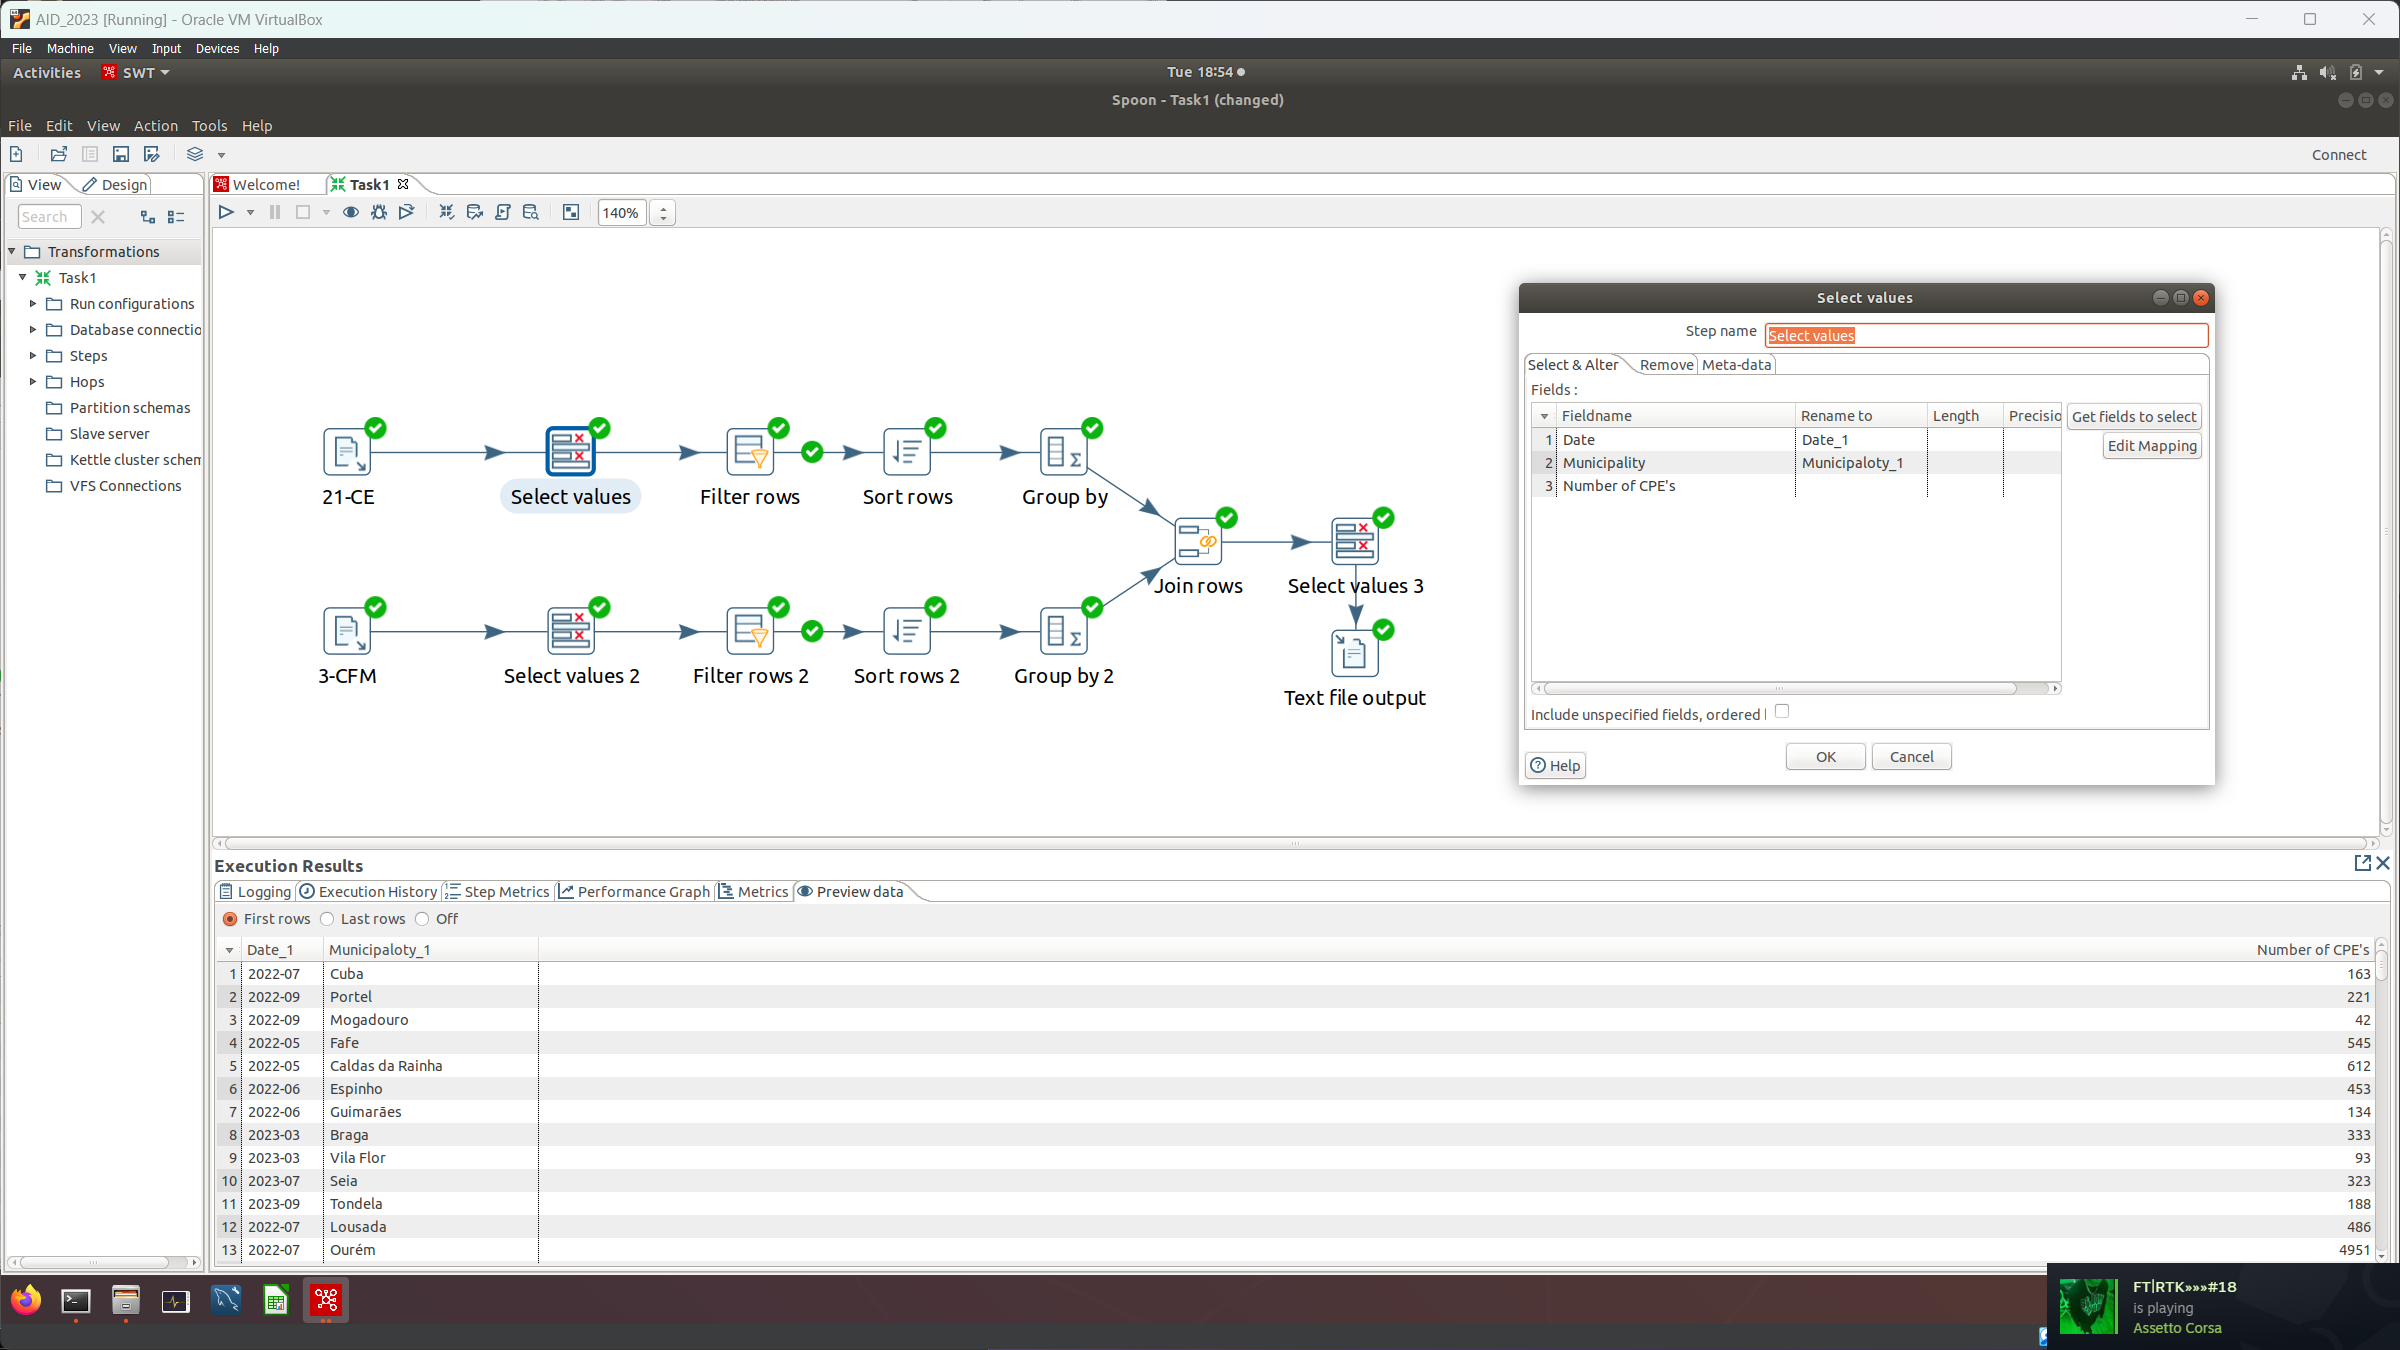 AID_2023 [Running] - Oracle VM VirtualBox
File Machine View Input Devices Help
Activities SWT Tue 18:54
Spoon - Task1 (changed)
File Edit View Action Tools Help
Connect
View Design Welcome! Task1
Search 140%
Transformations
Task1
Run configurations
Database connectio
Steps
Hops
Partition schemas
Slave server
Kettle cluster schem
VFS Connections
21-CE Select values Filter rows Sort rows Group by
Join rows Select values 3
3-CFM Select values 2 Filter rows 2 Sort rows 2 Group by 2
Text file output
Select values
Step name Select values
Select & Alter Remove Meta-data
Fields :
Fieldname Rename to Length Precisio Get fields to select
1 Date Date_1
Edit Mapping
2 Municipality Municipaloty_1
3 Number of CPE's
Include unspecified fields, ordered
OK Cancel
Help
Execution Results
Logging Execution History Step Metrics Performance Graph Metrics Preview data
First rows Last rows Off
Date_1 Municipaloty_1 Number of CPE's
1 2022-07 Cuba 163
2 2022-09 Portel 221
3 2022-09 Mogadouro 42
4 2022-05 Fafe 545
5 2022-05 Caldas da Rainha 612
6 2022-06 Espinho 453
7 2022-06 Guimarães 134
8 2023-03 Braga 333
9 2023-03 Vila Flor 93
10 2023-07 Seia 323
11 2023-09 Tondela 188
12 2022-07 Lousada 486
13 2022-07 Ourém 4951
FT|RTK»»»#18
is playing
Assetto Corsa